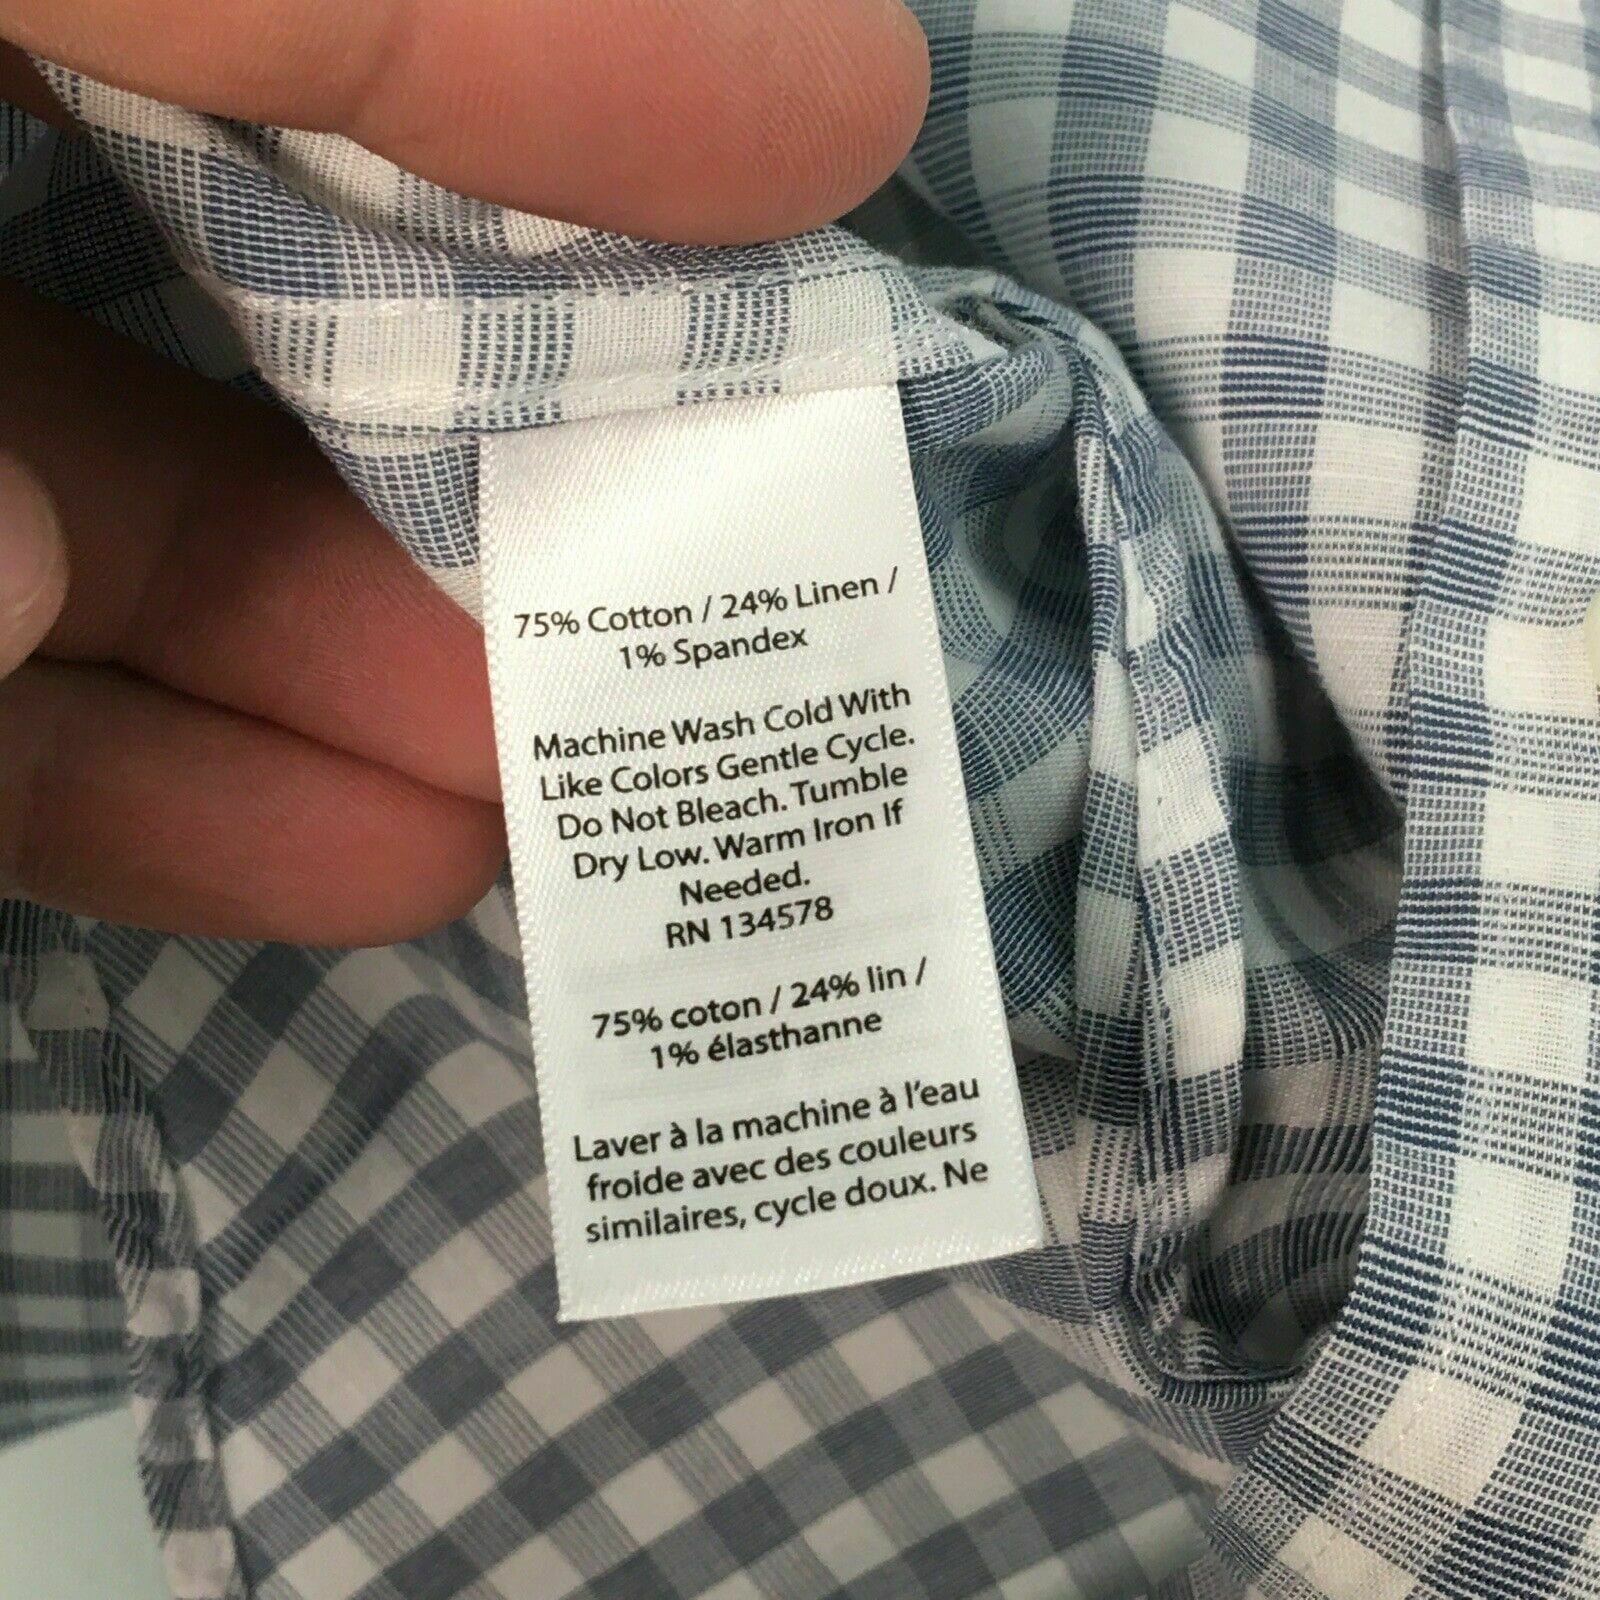 75% Cotton / 24% Linen /
1% Spandex
Machine Wash Cold With
Like Colors Gentle Cycle.
Do Not Bleach. Tumble
Dry Low. Warm Iron If
Needed.
RN 134578
75% coton / 24% lin /
1% élasthanne
Laver à la machine à l'eau
froide avec des couleurs
similaires, cycle doux. Ne